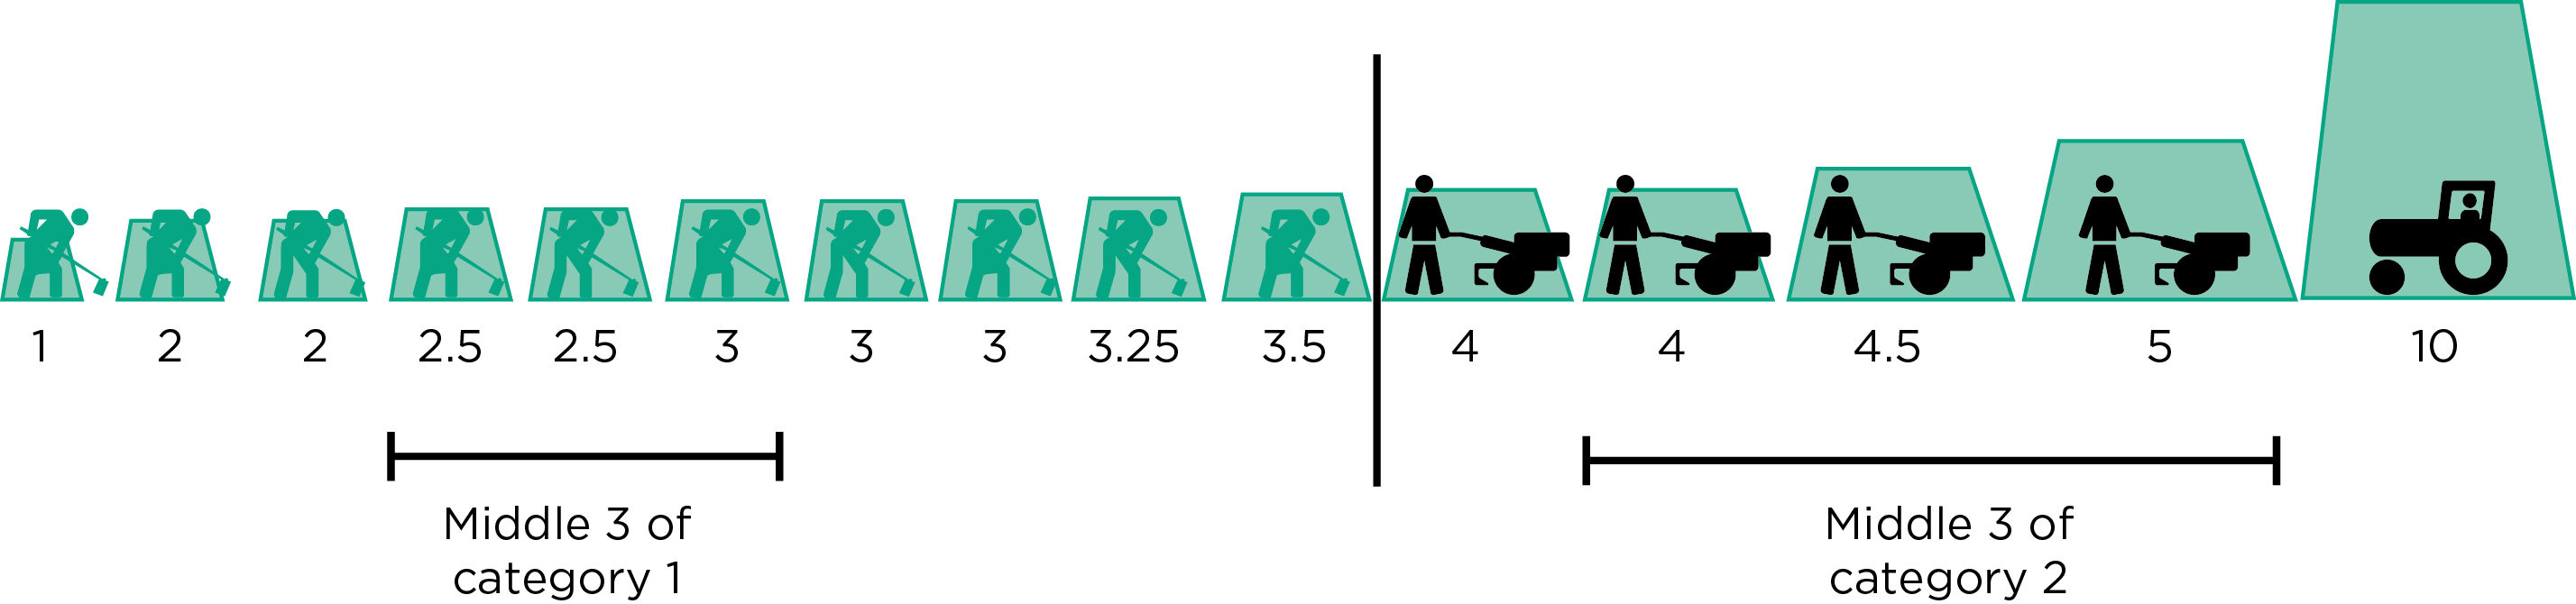 1 2 2 2.5 2.5 3 3 3 3.25 3.5 4 4 4.5 5 10
Middle 3 of
category 1
Middle 3 of
category 2